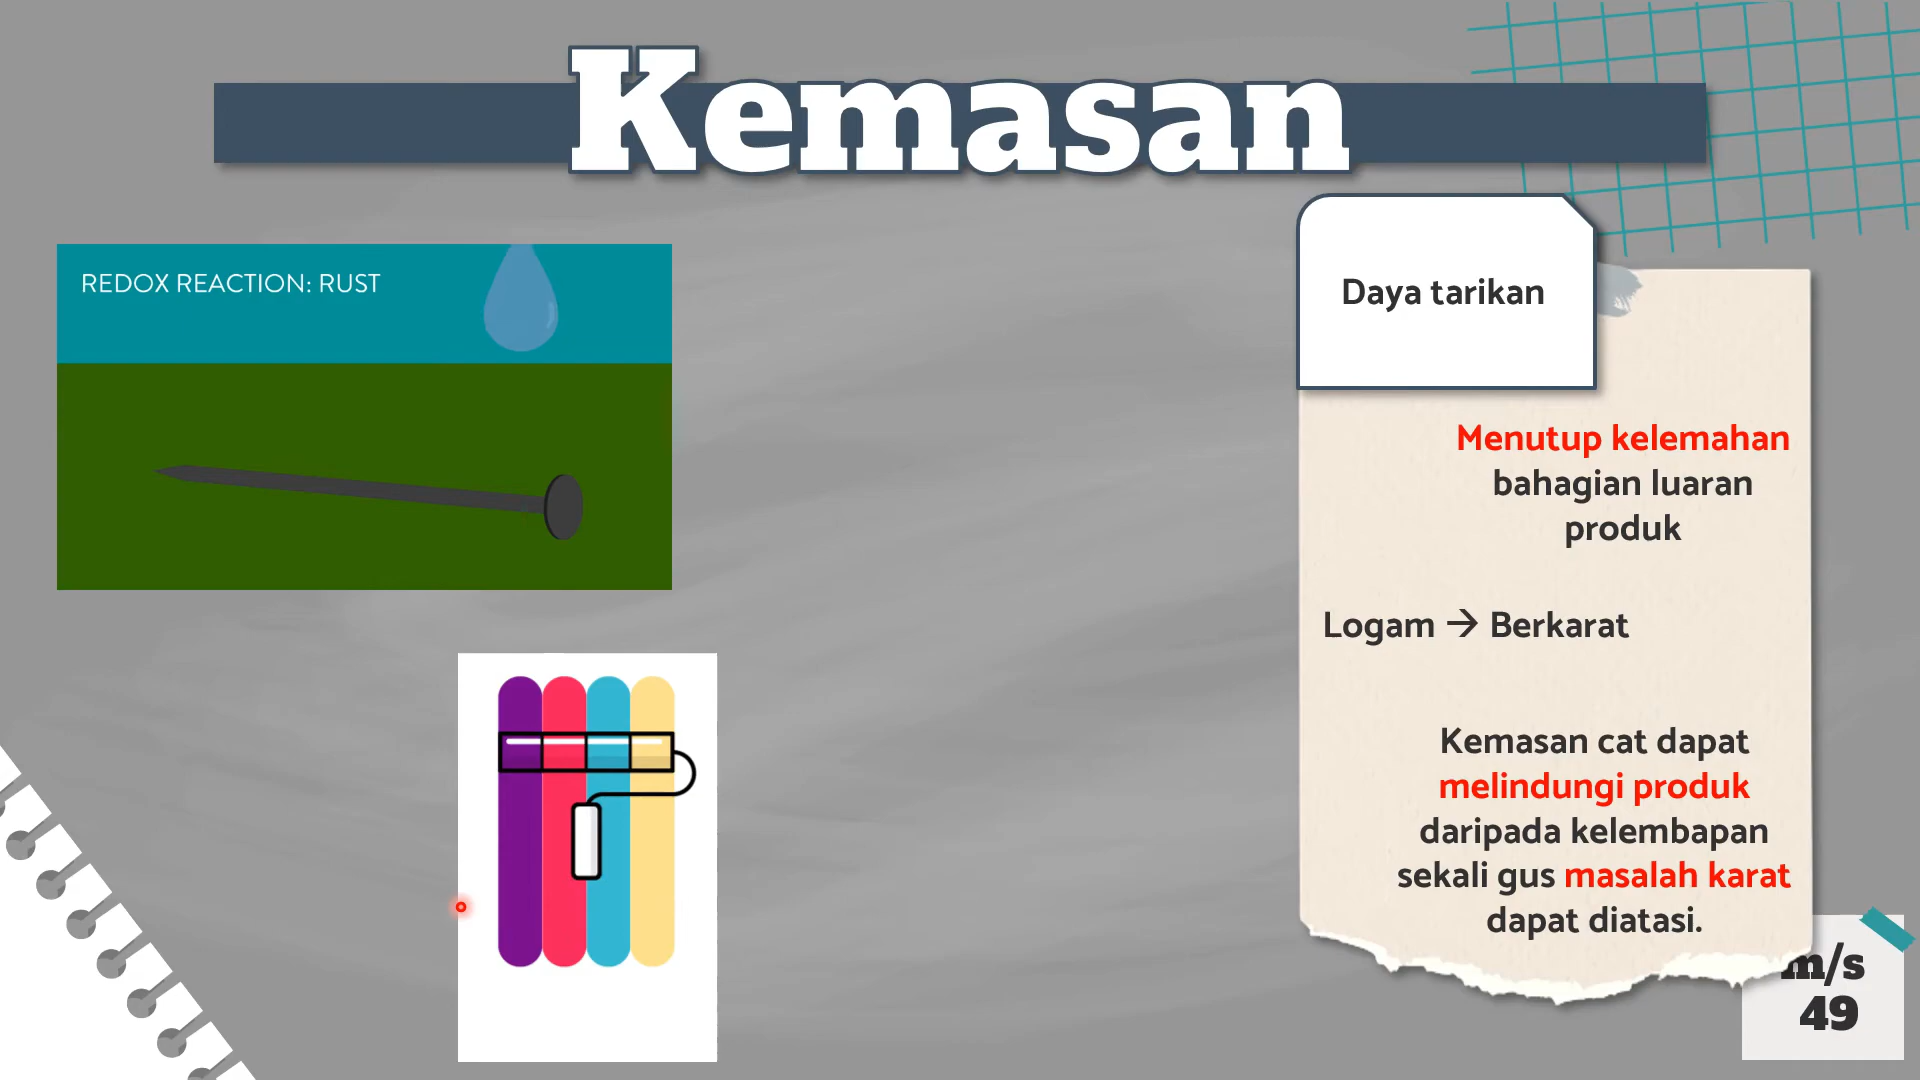 Kemasan
REDOX REACTION: RUST
Daya tarikan
Menutup kelemahan
bahagian luaran
produk
Logam → Berkarat
Kemasan cat dapat
melindungi produk
daripada kelembapan
sekali gus masalah karat
dapat diatasi.
m/s
49